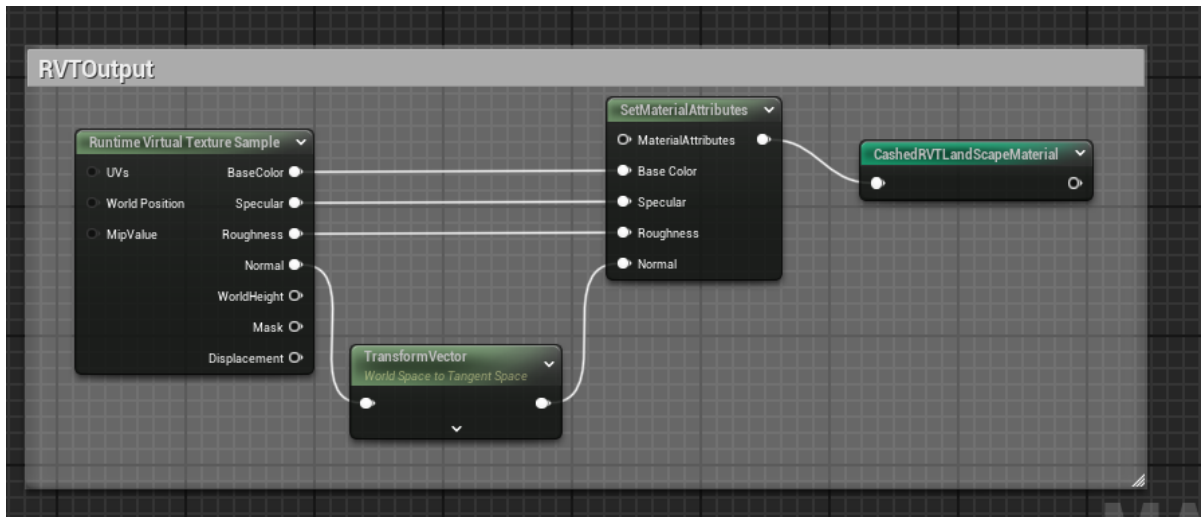 RVTOutput
Runtime Virtual Texture Sample
UVs
BaseColor
World Position
Specular
MipValue
Roughness
Normal
WorldHeight
Mask
Displacement
TransformVector
World Space to Tangent Space
SetMaterialAttributes
MaterialAttributes
Base Color
Specular
Roughness
Normal
CashedRVTLandScapeMaterial